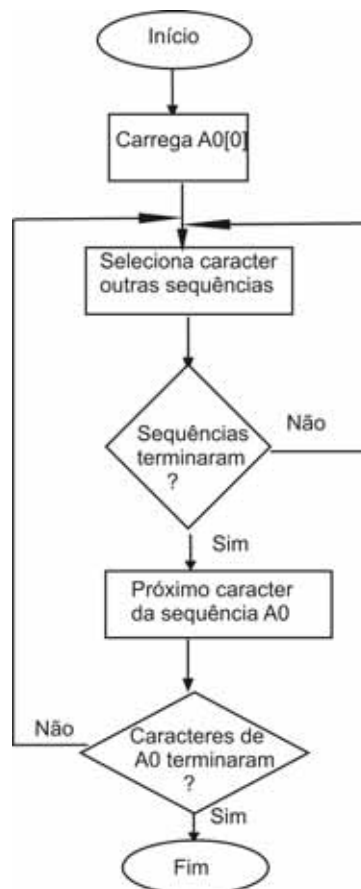 Início
Carrega A0[0]
Seleciona caracter
outras sequências
Sequências
terminaram
?
Não
Sim
Próximo caracter
da sequência A0
Não
Caracteres de
A0 terminaram
?
Sim
Fim